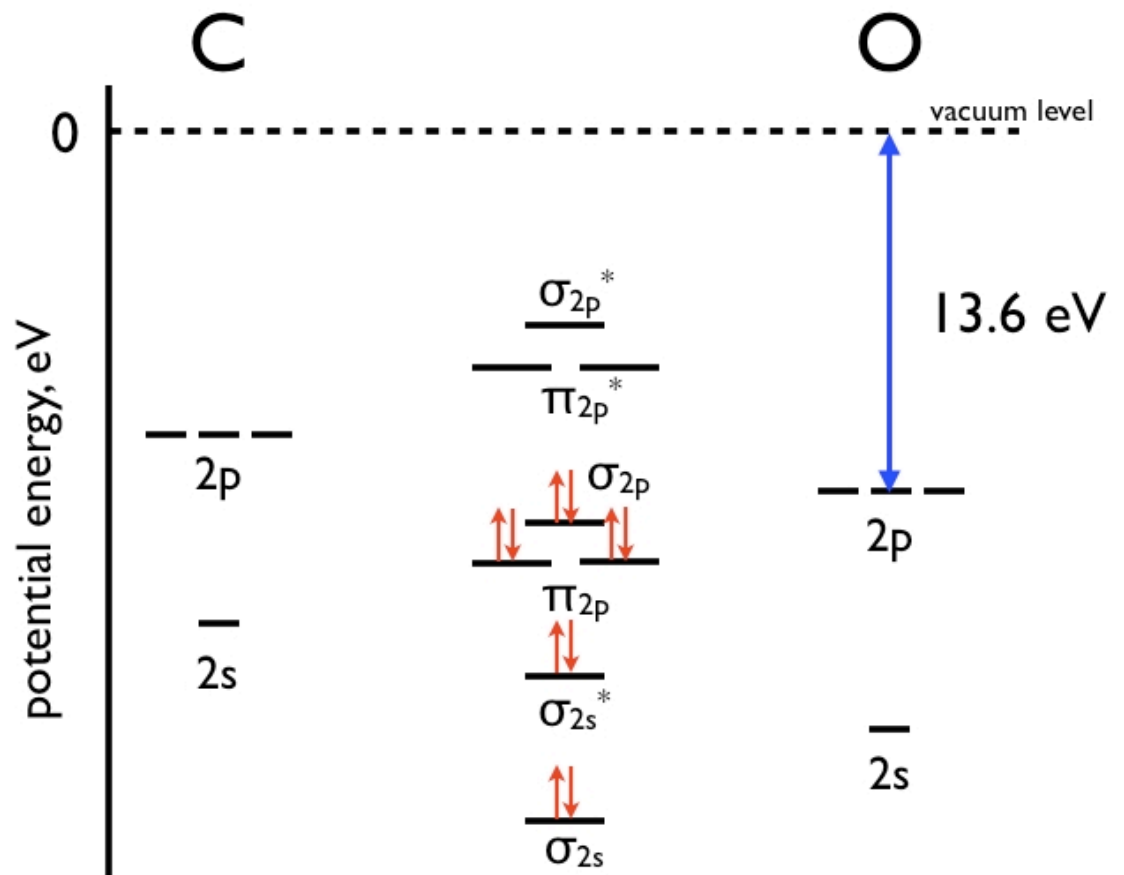 C
O
vacuum level
0
σ2p*
13.6 eV
π2p*
2p
σ2p
2p
π2p
2s
σ2s*
2s
σ2s
potential energy, eV